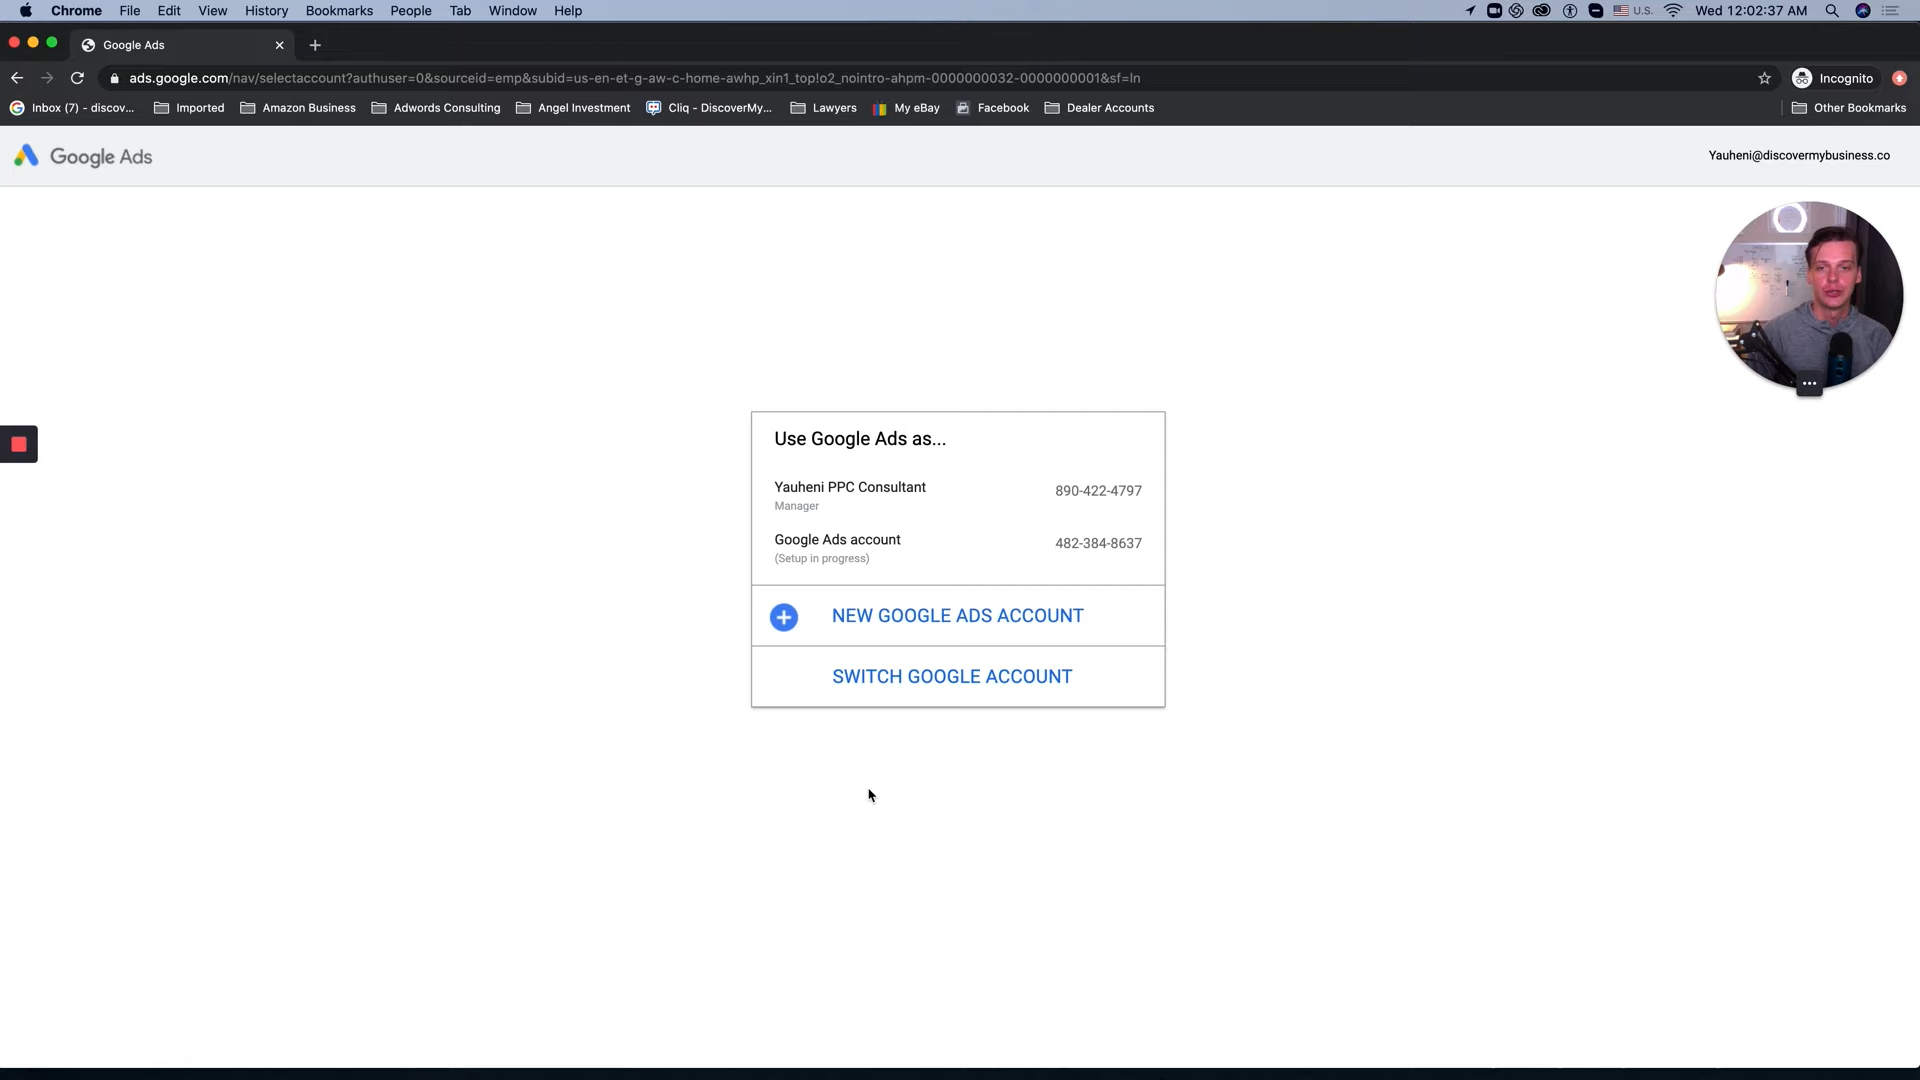 Chrome File Edit View History Bookmarks People Tab Window Help U.S. Wed 12:02:37 AM
Google Ads
ads.google.com/nav/selectaccount?authuser=0&sourceid=emp&subid=us-en-et-g-aw-c-home-awhp_xin1_top!o2_nointro-ahpm-0000000032-0000000001&sf=ln Incognito
Inbox (7) - discov... Imported Amazon Business Adwords Consulting Angel Investment Cliq - DiscoverMy... Lawyers My eBay Facebook Dealer Accounts Other Bookmarks
Google Ads Yauheni@discovermybusiness.co
Use Google Ads as...
Yauheni PPC Consultant 890-422-4797
Manager
Google Ads account 482-384-8637
(Setup in progress)
NEW GOOGLE ADS ACCOUNT
SWITCH GOOGLE ACCOUNT